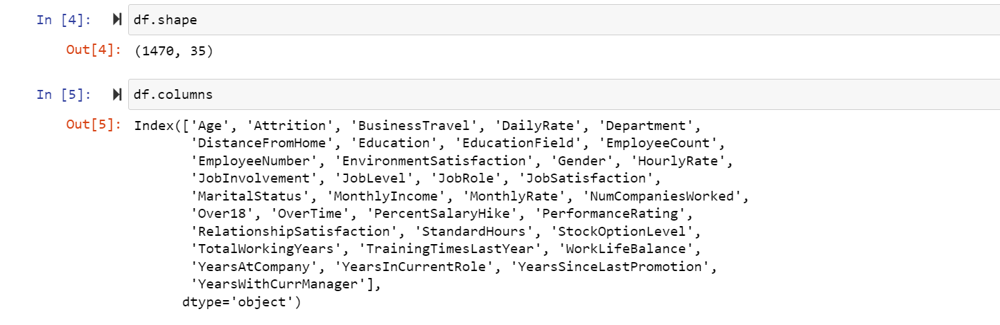 In [4]: df.shape
Out[4]: (1470, 35)
In [5]: df.columns
Out[5]: Index(['Age', 'Attrition', 'BusinessTravel', 'DailyRate', 'Department',
'DistanceFromHome', 'Education', 'EducationField', 'EmployeeCount',
'EmployeeNumber', 'EnvironmentSatisfaction', 'Gender', 'HourlyRate',
'JobInvolvement', 'JobLevel', 'JobRole', 'JobSatisfaction',
'MaritalStatus', 'MonthlyIncome', 'MonthlyRate', 'NumCompaniesWorked',
'Over18', 'OverTime', 'PercentSalaryHike', 'PerformanceRating',
'RelationshipSatisfaction', 'StandardHours', 'StockOptionLevel',
'TotalWorkingYears', 'TrainingTimesLastYear', 'WorkLifeBalance',
'YearsAtCompany', 'YearsInCurrentRole', 'YearsSinceLastPromotion',
'YearsWithCurrManager'],
dtype='object')